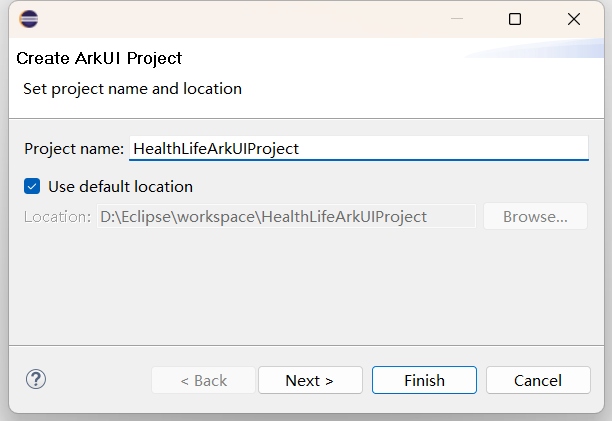 Create ArkUI Project
Set project name and location
Project name: HealthLifeArkUIProject
Use default location
Location: D:\Eclipse\workspace\HealthLifeArkUIProject Browse...
? < Back Next > Finish Cancel